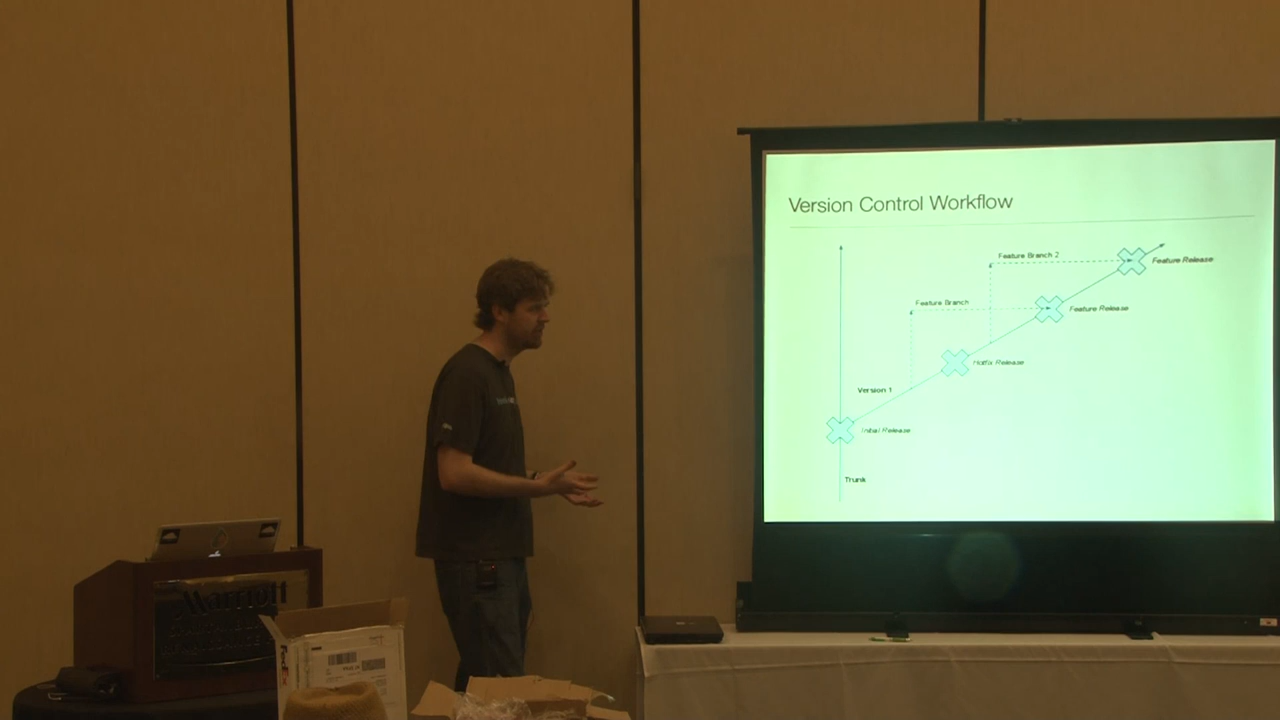 Version Control Workflow
Feature Branch 2
Feature Release
Feature Branch
Feature Release
Hotfix Release
Version 1
Initial Release
Trunk
Marriott
FedEx